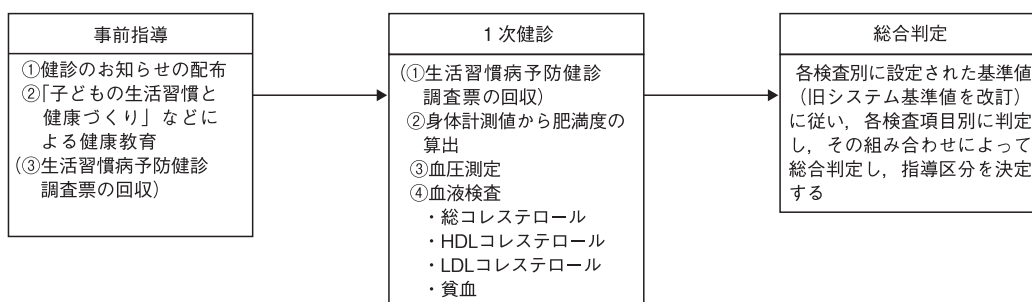 事前指導
①健診のお知らせの配布
②「子どもの生活習慣と
健康づくり」などに
よる健康教育
(③生活習慣病予防健診
調査票の回収)
1次健診
(①生活習慣病予防健診
調査票の回収)
②身体計測値から肥満度の
算出
③血圧測定
④血液検査
・総コレステロール
・HDLコレステロール
・LDLコレステロール
・貧血
総合判定
各検査別に設定された基準値
(旧システム基準値を改訂)
に従い,各検査項目別に判定
し,その組み合わせによって
総合判定し,指導区分を決定
する